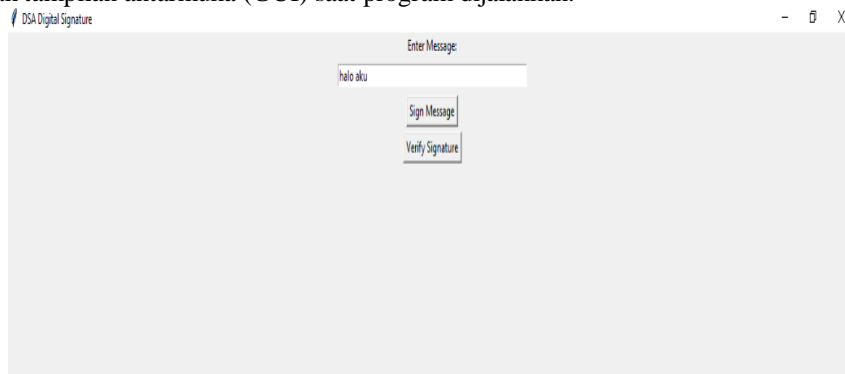 tampilan antarmuka (GUI) saat program dijalankan.
DSA Digital Signature
Enter Message:
halo aku
Sign Message
Verify Signature